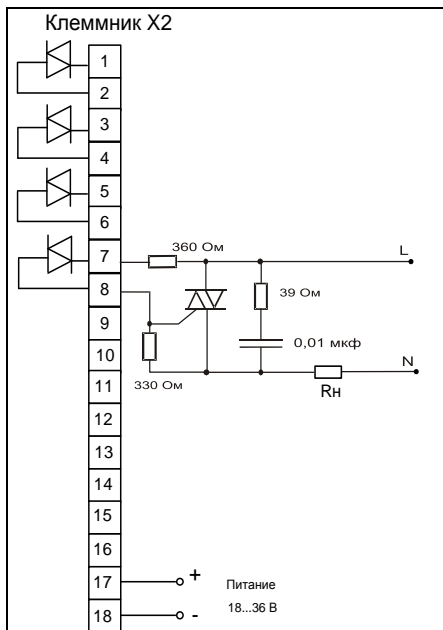 Клеммник X2
1
2
3
4
5
6
7
8
9
10
11
12
13
14
15
16
17
18
360 Ом
L
39 Ом
0,01 мкф
N
330 Ом
Rн
+
Питание
18...36 В
-